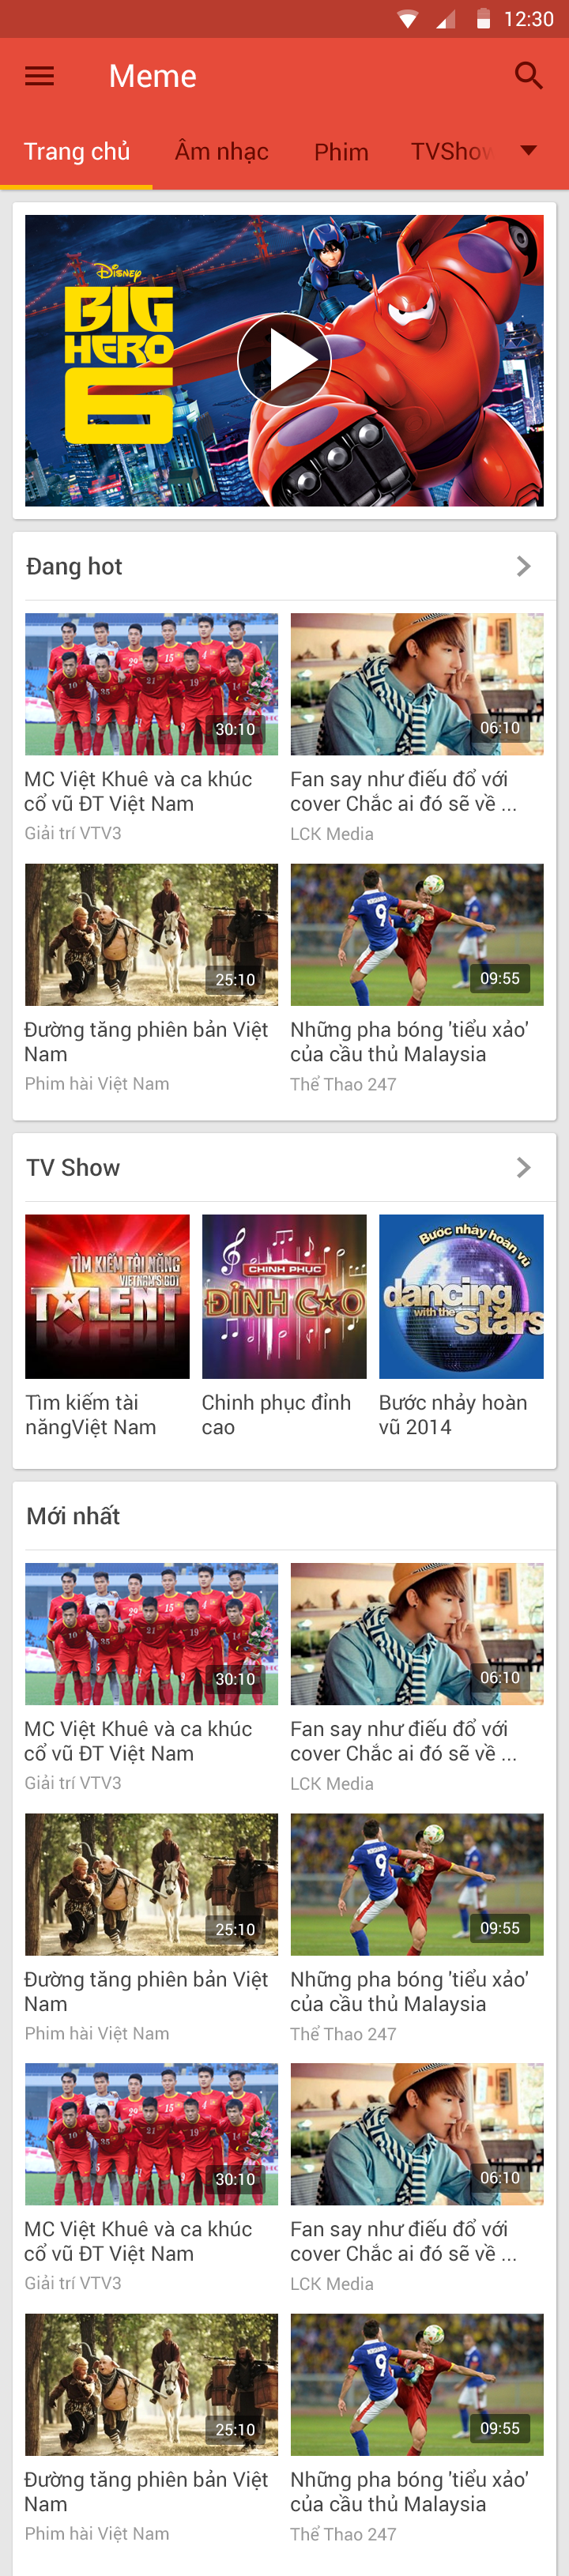 12:30
Meme
Trang chủ Âm nhạc Phim TVShow
Disney
BIG
HERO
6
Đang hot
30:10
06:10
MC Việt Khuê và ca khúc
cổ vũ ĐT Việt Nam
Giải trí VTV3
Fan say như điếu đổ với
cover Chắc ai đó sẽ về ...
LCK Media
25:10
09:55
Đường tăng phiên bản Việt
Nam
Phim hài Việt Nam
Những pha bóng 'tiểu xảo'
của cầu thủ Malaysia
Thể Thao 247
TV Show
TÌM KIẾM TÀI NĂNG
VIETNAM'S GOT
TALENT
CHINH PHỤC
ĐỈNH CAO
Bước nhảy hoàn vũ
dancing
with the
stars
Tìm kiếm tài
năngViệt Nam
Chinh phục đỉnh
cao
Bước nhảy hoàn
vũ 2014
Mới nhất
30:10
06:10
MC Việt Khuê và ca khúc
cổ vũ ĐT Việt Nam
Giải trí VTV3
Fan say như điếu đổ với
cover Chắc ai đó sẽ về ...
LCK Media
25:10
09:55
Đường tăng phiên bản Việt
Nam
Phim hài Việt Nam
Những pha bóng 'tiểu xảo'
của cầu thủ Malaysia
Thể Thao 247
30:10
06:10
MC Việt Khuê và ca khúc
cổ vũ ĐT Việt Nam
Giải trí VTV3
Fan say như điếu đổ với
cover Chắc ai đó sẽ về ...
LCK Media
25:10
09:55
Đường tăng phiên bản Việt
Nam
Phim hài Việt Nam
Những pha bóng 'tiểu xảo'
của cầu thủ Malaysia
Thể Thao 247